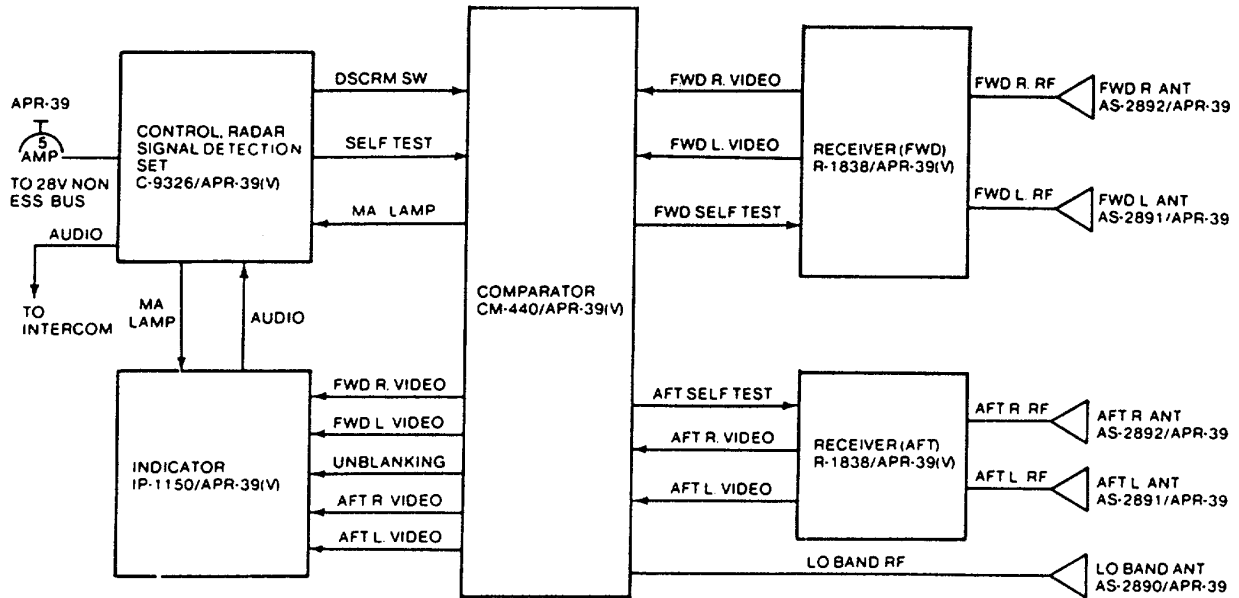 APR-39
5
AMP
TO 28V NON
ESS BUS
AUDIO
TO
INTERCOM
CONTROL, RADAR
SIGNAL DETECTION
SET
C-9326/APR-39(V)
MA
LAMP
AUDIO
INDICATOR
IP-1150/APR-39(V)
DSCRM SW
SELF TEST
MA LAMP
FWD R. VIDEO
FWD L VIDEO
UNBLANKING
AFT R VIDEO
AFT L. VIDEO
COMPARATOR
CM-440/APR-39(V)
FWD R. VIDEO
FWD L. VIDEO
FWD SELF TEST
RECEIVER (FWD)
R-1838/APR-39(V)
FWD R. RF
FWD L. RF
FWD R ANT
AS-2892/APR-39
FWD L ANT
AS-2891/APR-39
AFT SELF TEST
AFT R. VIDEO
AFT L. VIDEO
RECEIVER (AFT)
R-1838/APR-39(V)
AFT R RF
AFT L RF
AFT R ANT
AS-2892/APR-39
AFT L ANT
AS-2891/APR-39
LO BAND RF
LO BAND ANT
AS-2890/APR-39